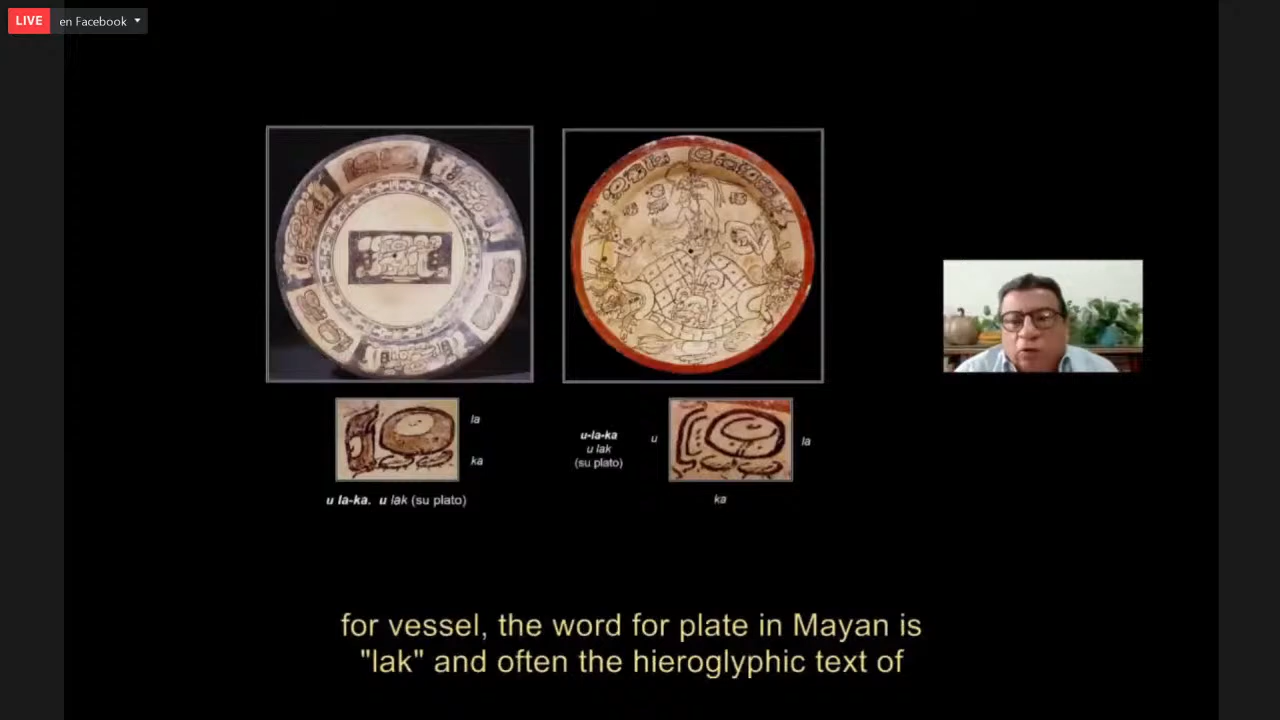 LIVE en Facebook
la
ka
u la-ka. u lak (su plato)
u-la-ka
u lak
(su plato)
u
la
ka
for vessel, the word for plate in Mayan is
"lak" and often the hieroglyphic text of